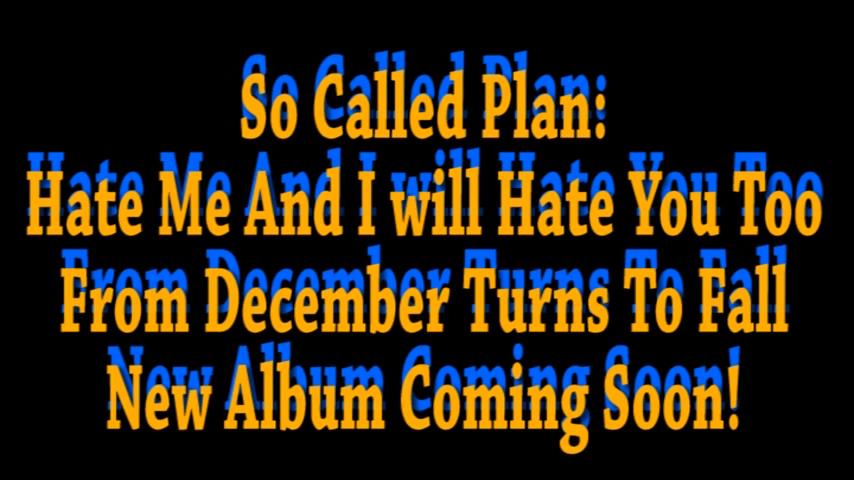 So Called Plan:
Hate Me And I will Hate You Too
From December Turns To Fall
New Album Coming Soon!